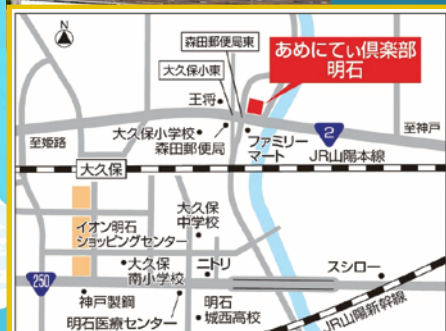 N
森田郵便局東
大久保小東
あめにてぃ倶楽部
明石
王将
大久保小学校
森田郵便局
ファミリー
マート
2
至姫路
至神戸
JR山陽本線
大久保
大久保
中学校
イオン明石
ショッピングセンター
大久保
南小学校
ニトリ
スシロー
250
神戸製鋼
明石医療センター
明石
城西高校
JR山陽新幹線